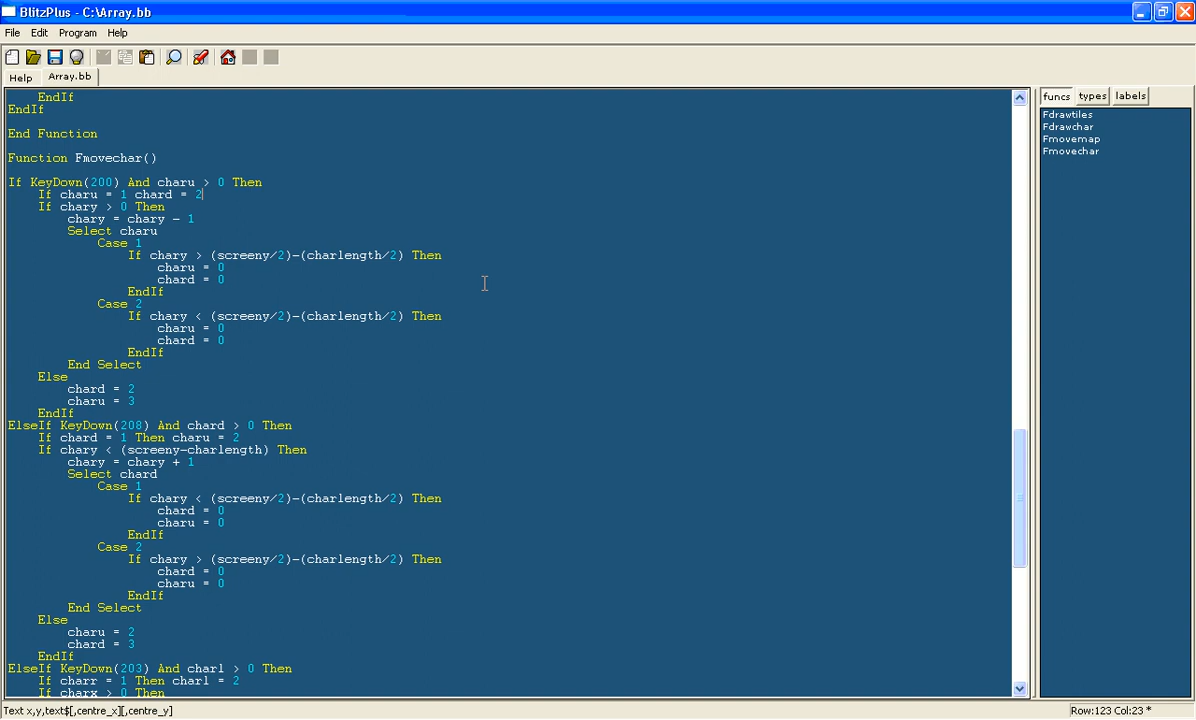 BlitzPlus - C:\Array.bb
File Edit Program Help
Help Array.bb
EndIf
EndIf
End Function
Function Fmovechar()
If KeyDown(200) And charu > 0 Then
If charu = 1 chard = 2
If chary > 0 Then
chary = chary - 1
Select charu
Case 1
If chary > (screeny/2)-(charlength/2) Then
charu = 0
chard = 0
EndIf
Case 2
If chary < (screeny/2)-(charlength/2) Then
charu = 0
chard = 0
EndIf
End Select
Else
chard = 2
charu = 3
EndIf
ElseIf KeyDown(208) And chard > 0 Then
If chard = 1 Then charu = 2
If chary < (screeny-charlength) Then
chary = chary + 1
Select chard
Case 1
If chary < (screeny/2)-(charlength/2) Then
chard = 0
charu = 0
EndIf
Case 2
If chary > (screeny/2)-(charlength/2) Then
chard = 0
charu = 0
EndIf
End Select
Else
charu = 2
chard = 3
EndIf
ElseIf KeyDown(203) And charl > 0 Then
If charr = 1 Then charl = 2
If charx > 0 Then
funcs types labels
Fdrawtiles
Fdrawchar
Fmovemap
Fmovechar
Text x,y,text$[,centre_x][,centre_y]
Row:123 Col:23 *